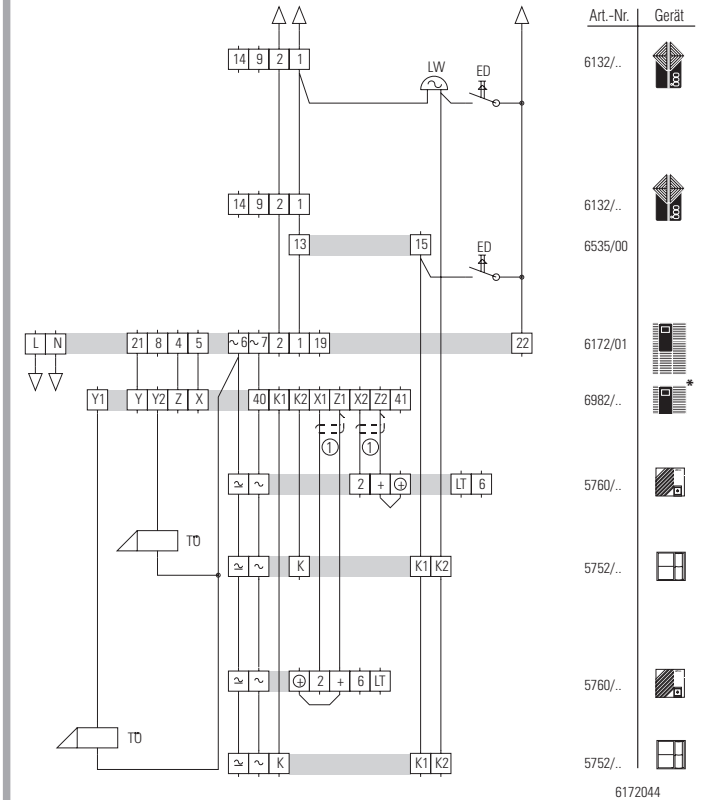 Art.-Nr. Gerät
14 9 2 1 LW ED 6132/..
14 9 2 1 6132/..
13 15 ED 6535/00
L N 21 8 4 5 ~6 ~7 2 1 19 22 6172/01
Y1 Y Y2 Z X 40 K1 K2 X1 Z1 X2 Z2 41 6982/.. *
1 1
≃ ~ 2 + + LT 6 5760/..
TÖ
≃ ~ K K1 K2 5752/..
≃ ~ + 2 + 6 LT 5760/..
TÖ
≃ ~ K K1 K2 5752/..
6172044